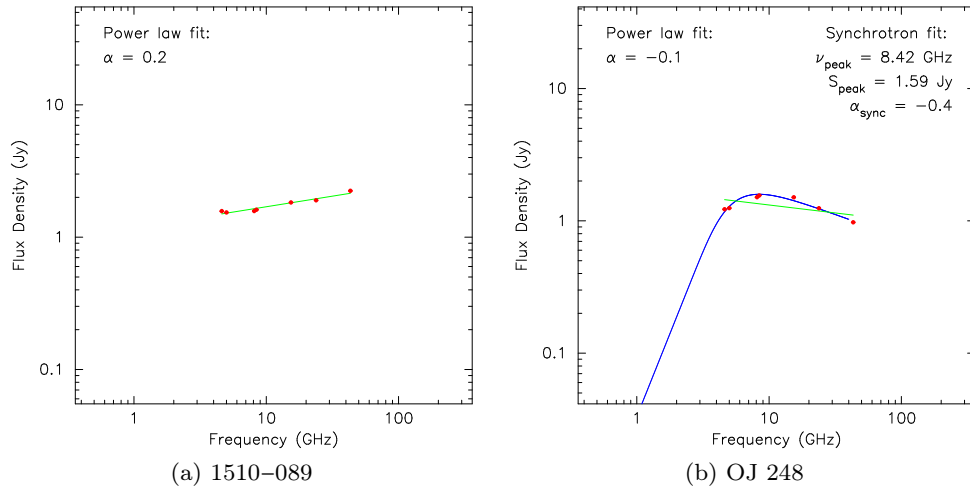 Power law fit:
α = 0.2
10
1
0.1
1
10
100
Flux Density (Jy)
Frequency (GHz)
(a) 1510−089
Power law fit:
α = −0.1
Synchrotron fit:
ν_peak = 8.42 GHz
S_peak = 1.59 Jy
α_sync = −0.4
10
1
0.1
1
10
100
Flux Density (Jy)
Frequency (GHz)
(b) OJ 248